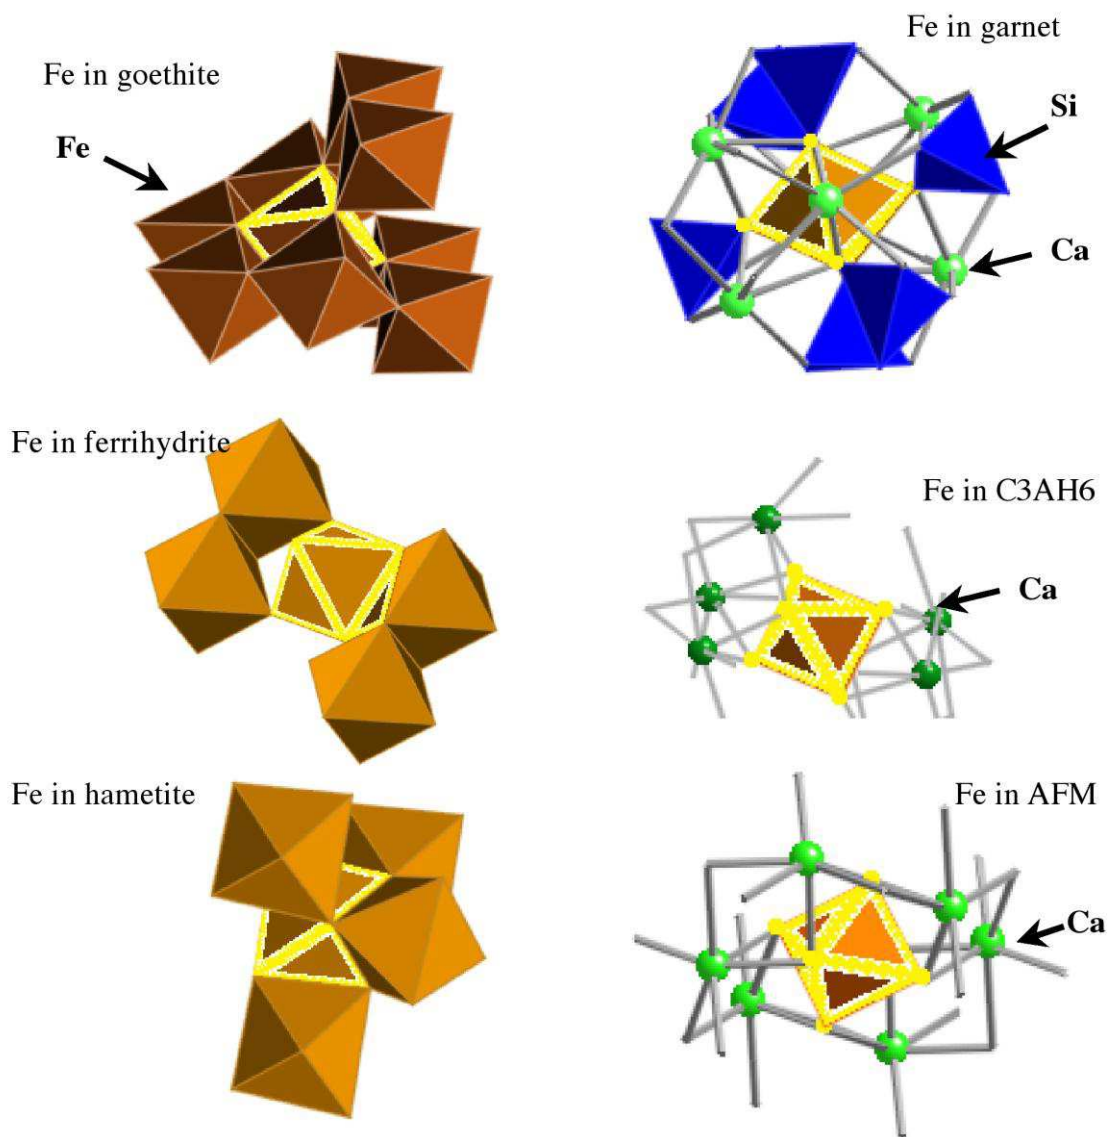 Fe in goethite
Fe
Fe in garnet
Si
Ca
Fe in ferrihydrite
Fe in C3AH6
Ca
Fe in hametite
Fe in AFM
Ca